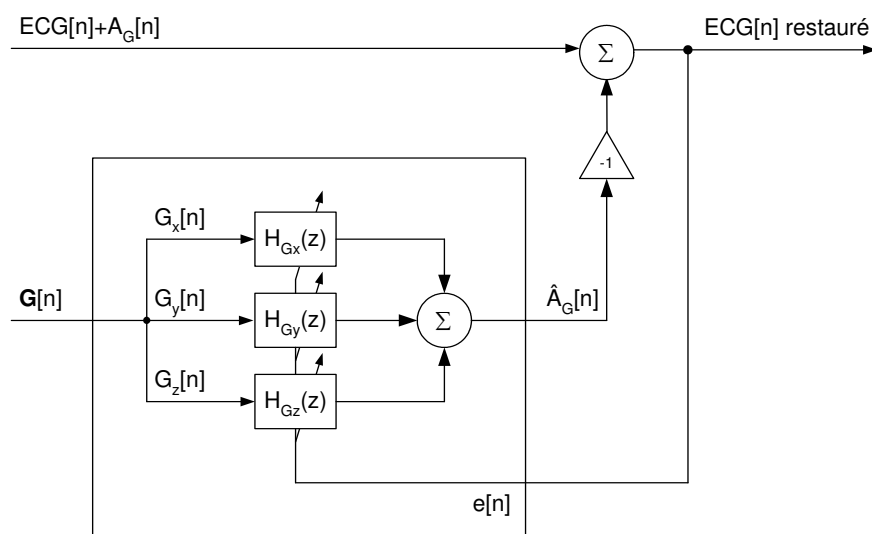 ECG[n]+A_G[n]
ECG[n] restauré
Σ
-1
G_x[n]
H_Gx(z)
G[n]
G_y[n]
H_Gy(z)
Σ
Â_G[n]
G_z[n]
H_Gz(z)
e[n]